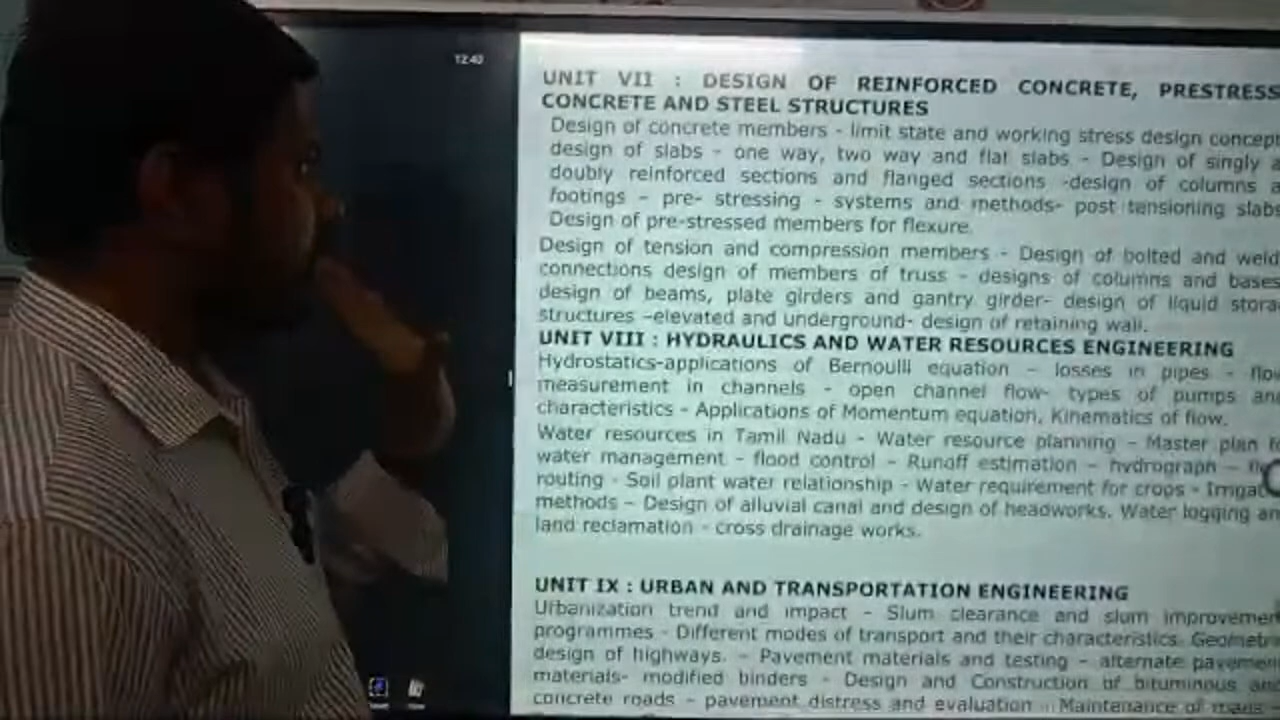 12:42
UNIT VII : DESIGN OF REINFORCED CONCRETE, PRESTRESS
CONCRETE AND STEEL STRUCTURES
Design of concrete members - limit state and working stress design concept
design of slabs - one way, two way and flat slabs - Design of singly a
doubly reinforced sections and flanged sections -design of columns a
footings – pre- stressing - systems and methods- post tensioning slabs
Design of pre-stressed members for flexure.
Design of tension and compression members - Design of bolted and weld
connections design of members of truss – designs of columns and bases
design of beams, plate girders and gantry girder- design of liquid stora
structures –elevated and underground- design of retaining wall.
UNIT VIII : HYDRAULICS AND WATER RESOURCES ENGINEERING
Hydrostatics-applications of Bernoulli equation – losses in pipes - flow
measurement in channels - open channel flow- types of pumps and
characteristics – Applications of Momentum equation, Kinematics of flow.
Water resources in Tamil Nadu – Water resource planning – Master plan f
water management – flood control – Runoff estimation – hydrograph –
routing - Soil plant water relationship - Water requirement for crops - Irrigat
methods – Design of alluvial canal and design of headworks. Water logging an
land reclamation - cross drainage works.
UNIT IX : URBAN AND TRANSPORTATION ENGINEERING
Urbanization trend and impact – Slum clearance and slum improvemen
programmes - Different modes of transport and their characteristics. Geometri
design of highways. – Pavement materials and testing – alternate pavement
materials- modified binders – Design and Construction of bituminous and
concrete roads – pavement distress and evaluation - Maintenance of roads -